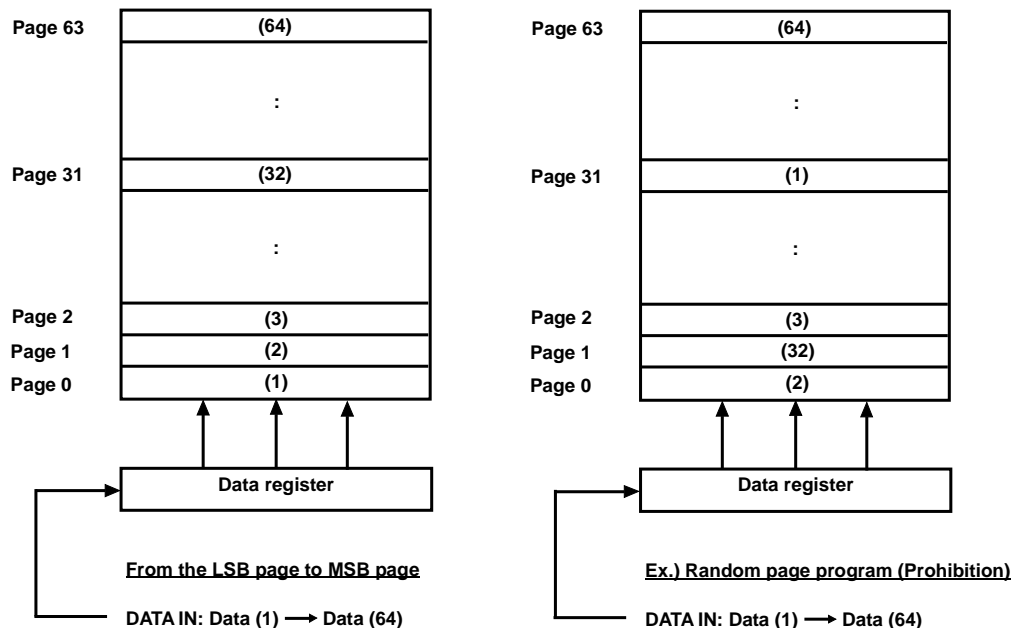 Page 63 (64)
:
Page 31 (32)
:
Page 2 (3)
Page 1 (2)
Page 0 (1)
Data register
From the LSB page to MSB page
DATA IN: Data (1) → Data (64)
Page 63 (64)
:
Page 31 (1)
:
Page 2 (3)
Page 1 (32)
Page 0 (2)
Data register
Ex.) Random page program (Prohibition)
DATA IN: Data (1) → Data (64)